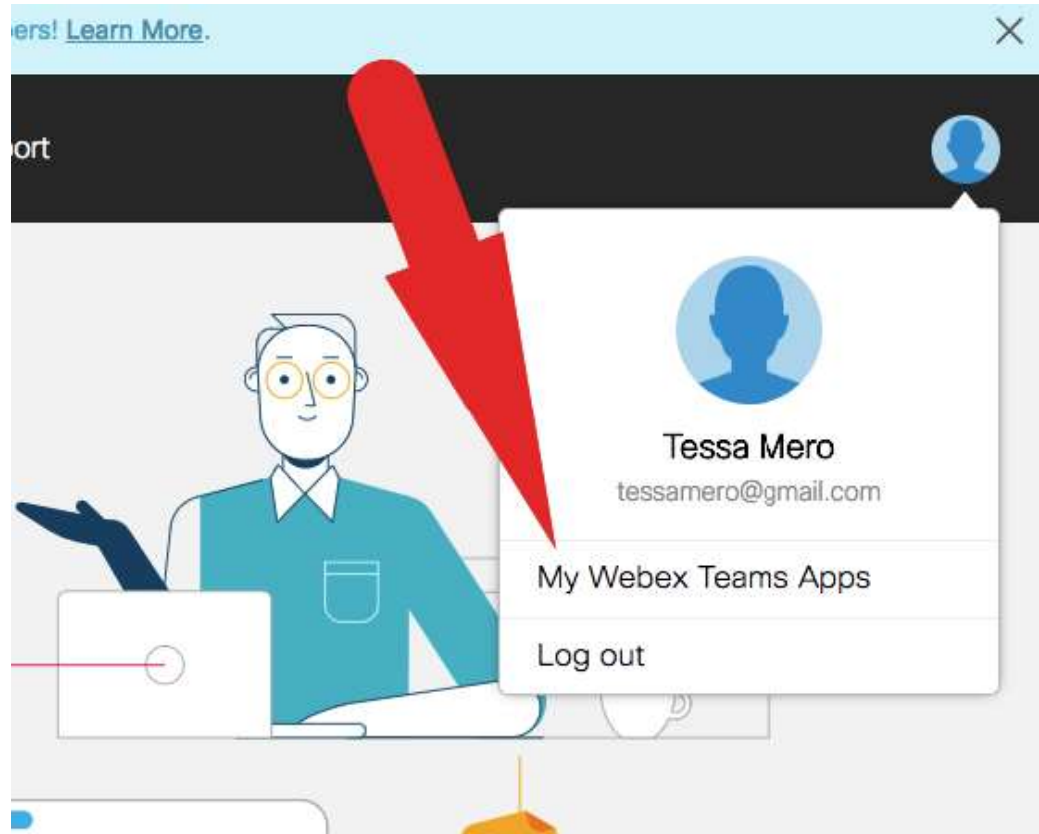 ers! Learn More.
ort
Tessa Mero
tessamero@gmail.com
My Webex Teams Apps
Log out